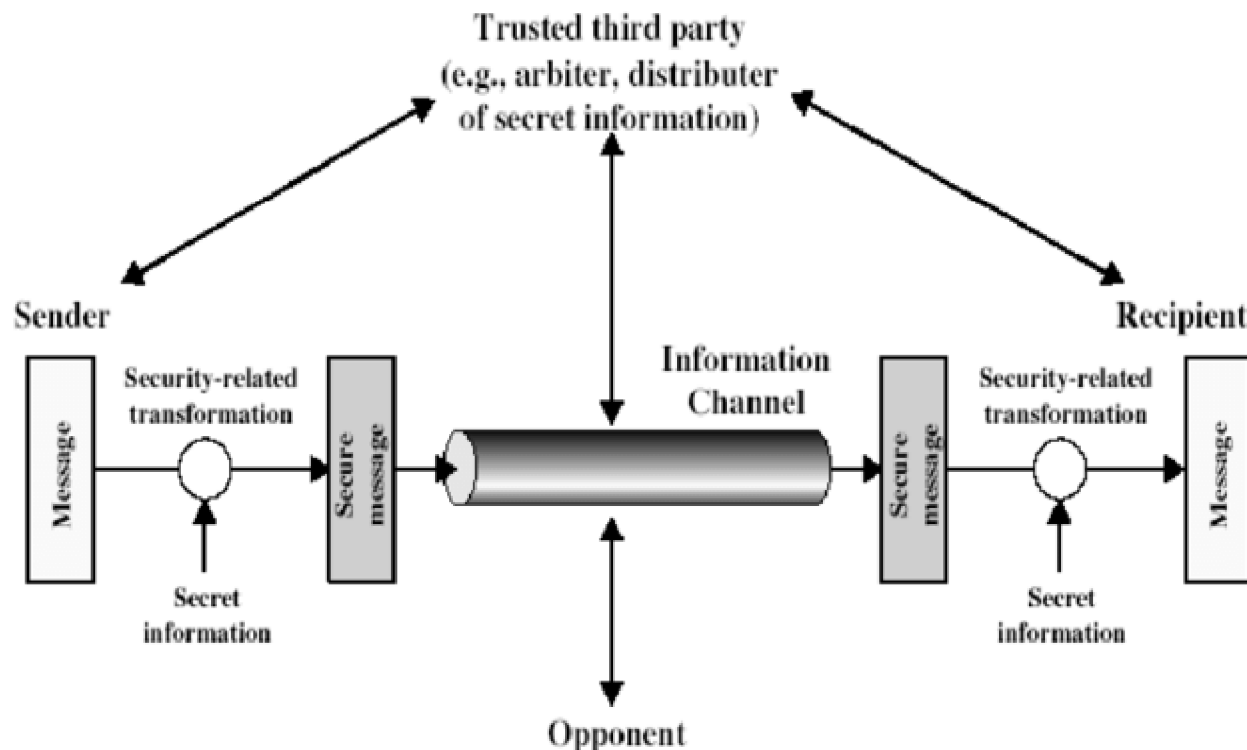 Trusted third party
(e.g., arbiter, distributer
of secret information)
Sender
Recipient
Information
Channel
Security-related
transformation
Security-related
transformation
Message
Secure
message
Secure
message
Message
Secret
information
Secret
information
Opponent